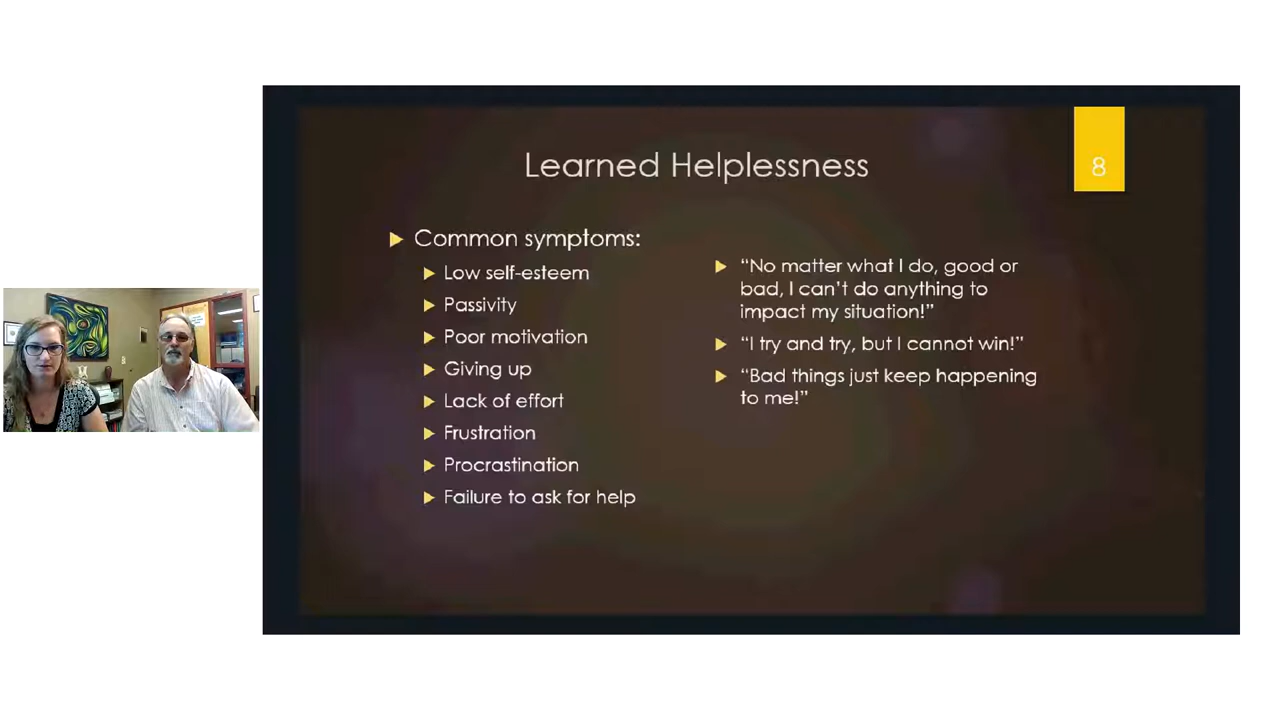 Learned Helplessness
8
Common symptoms:
Low self-esteem
Passivity
Poor motivation
Giving up
Lack of effort
Frustration
Procrastination
Failure to ask for help
“No matter what I do, good or
bad, I can’t do anything to
impact my situation!”
“I try and try, but I cannot win!”
“Bad things just keep happening
to me!”